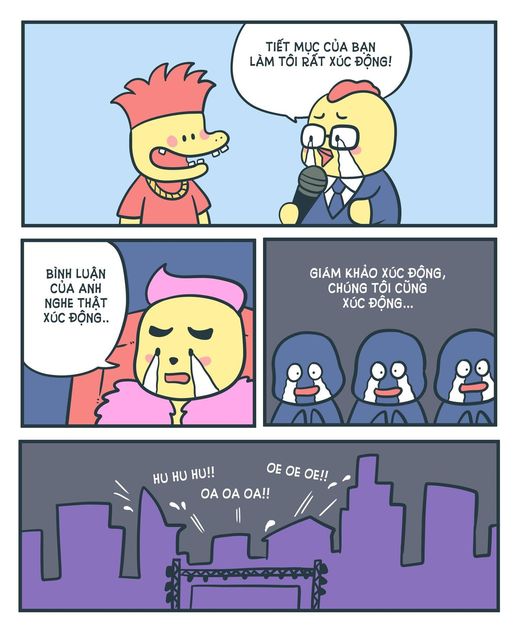 TIẾT MỤC CỦA BẠN
LÀM TÔI RẤT XÚC ĐỘNG!
BÌNH LUẬN
CỦA ANH
NGHE THẬT
XÚC ĐỘNG..
GIÁM KHẢO XÚC ĐỘNG,
CHÚNG TÔI CŨNG
XÚC ĐỘNG...
HU HU HU!!
OA OA OA!!
OE OE OE!!